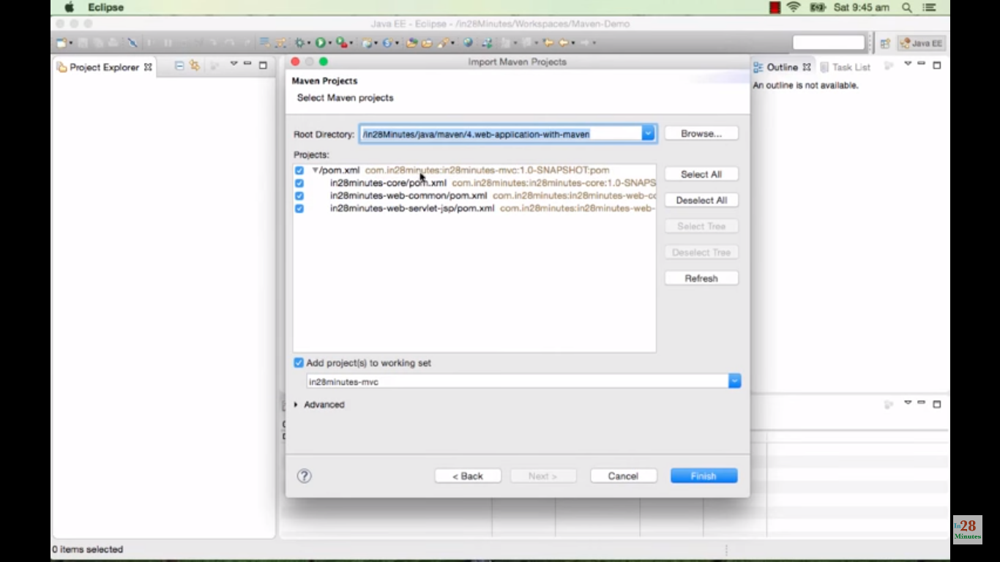 Eclipse
Sat 9:45 am
Java EE - Eclipse - /in28Minutes/Workspaces/Maven-Demo
Java EE
Project Explorer
Import Maven Projects
Outline
Task List
An outline is not available.
Maven Projects
Select Maven projects
Root Directory: /in28Minutes/java/maven/4.web-application-with-maven
Browse...
Projects:
/pom.xml com.in28minutes:in28minutes-mvc:1.0-SNAPSHOT:pom
in28minutes-core/pom.xml com.in28minutes:in28minutes-core:1.0-SNAPS
in28minutes-web-common/pom.xml com.in28minutes:in28minutes-web-cc
in28minutes-web-servlet-jsp/pom.xml com.in28minutes:in28minutes-web-
Select All
Deselect All
Select Tree
Deselect Tree
Refresh
Add project(s) to working set
in28minutes-mvc
Advanced
?
< Back
Next >
Cancel
Finish
0 items selected
In28
Minutes